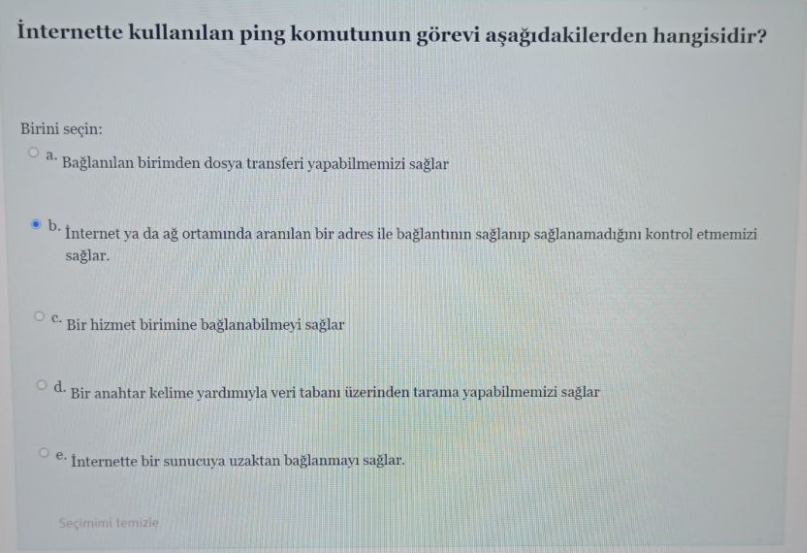 İnternette kullanılan ping komutunun görevi aşağıdakilerden hangisidir?
Birini seçin:
a. Bağlanılan birimden dosya transferi yapabilmemizi sağlar
b. İnternet ya da ağ ortamında aranılan bir adres ile bağlantının sağlanıp sağlanamadığını kontrol etmemizi
sağlar.
c. Bir hizmet birimine bağlanabilmeyi sağlar
d. Bir anahtar kelime yardımıyla veri tabanı üzerinden tarama yapabilmemizi sağlar
e. İnternette bir sunucuya uzaktan bağlanmayı sağlar.
Seçimimi temizle